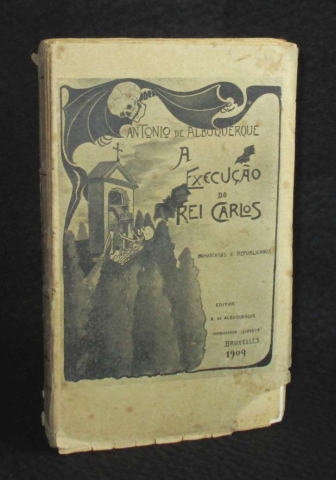 ANTONIO DE ALBUQUERQUE
A
EXECUÇÃO
DO
REI CARLOS
MONARCHICOS E REPUBLICANOS
EDITOR
A. DE ALBUQUERQUE
BRUXELLES
1909